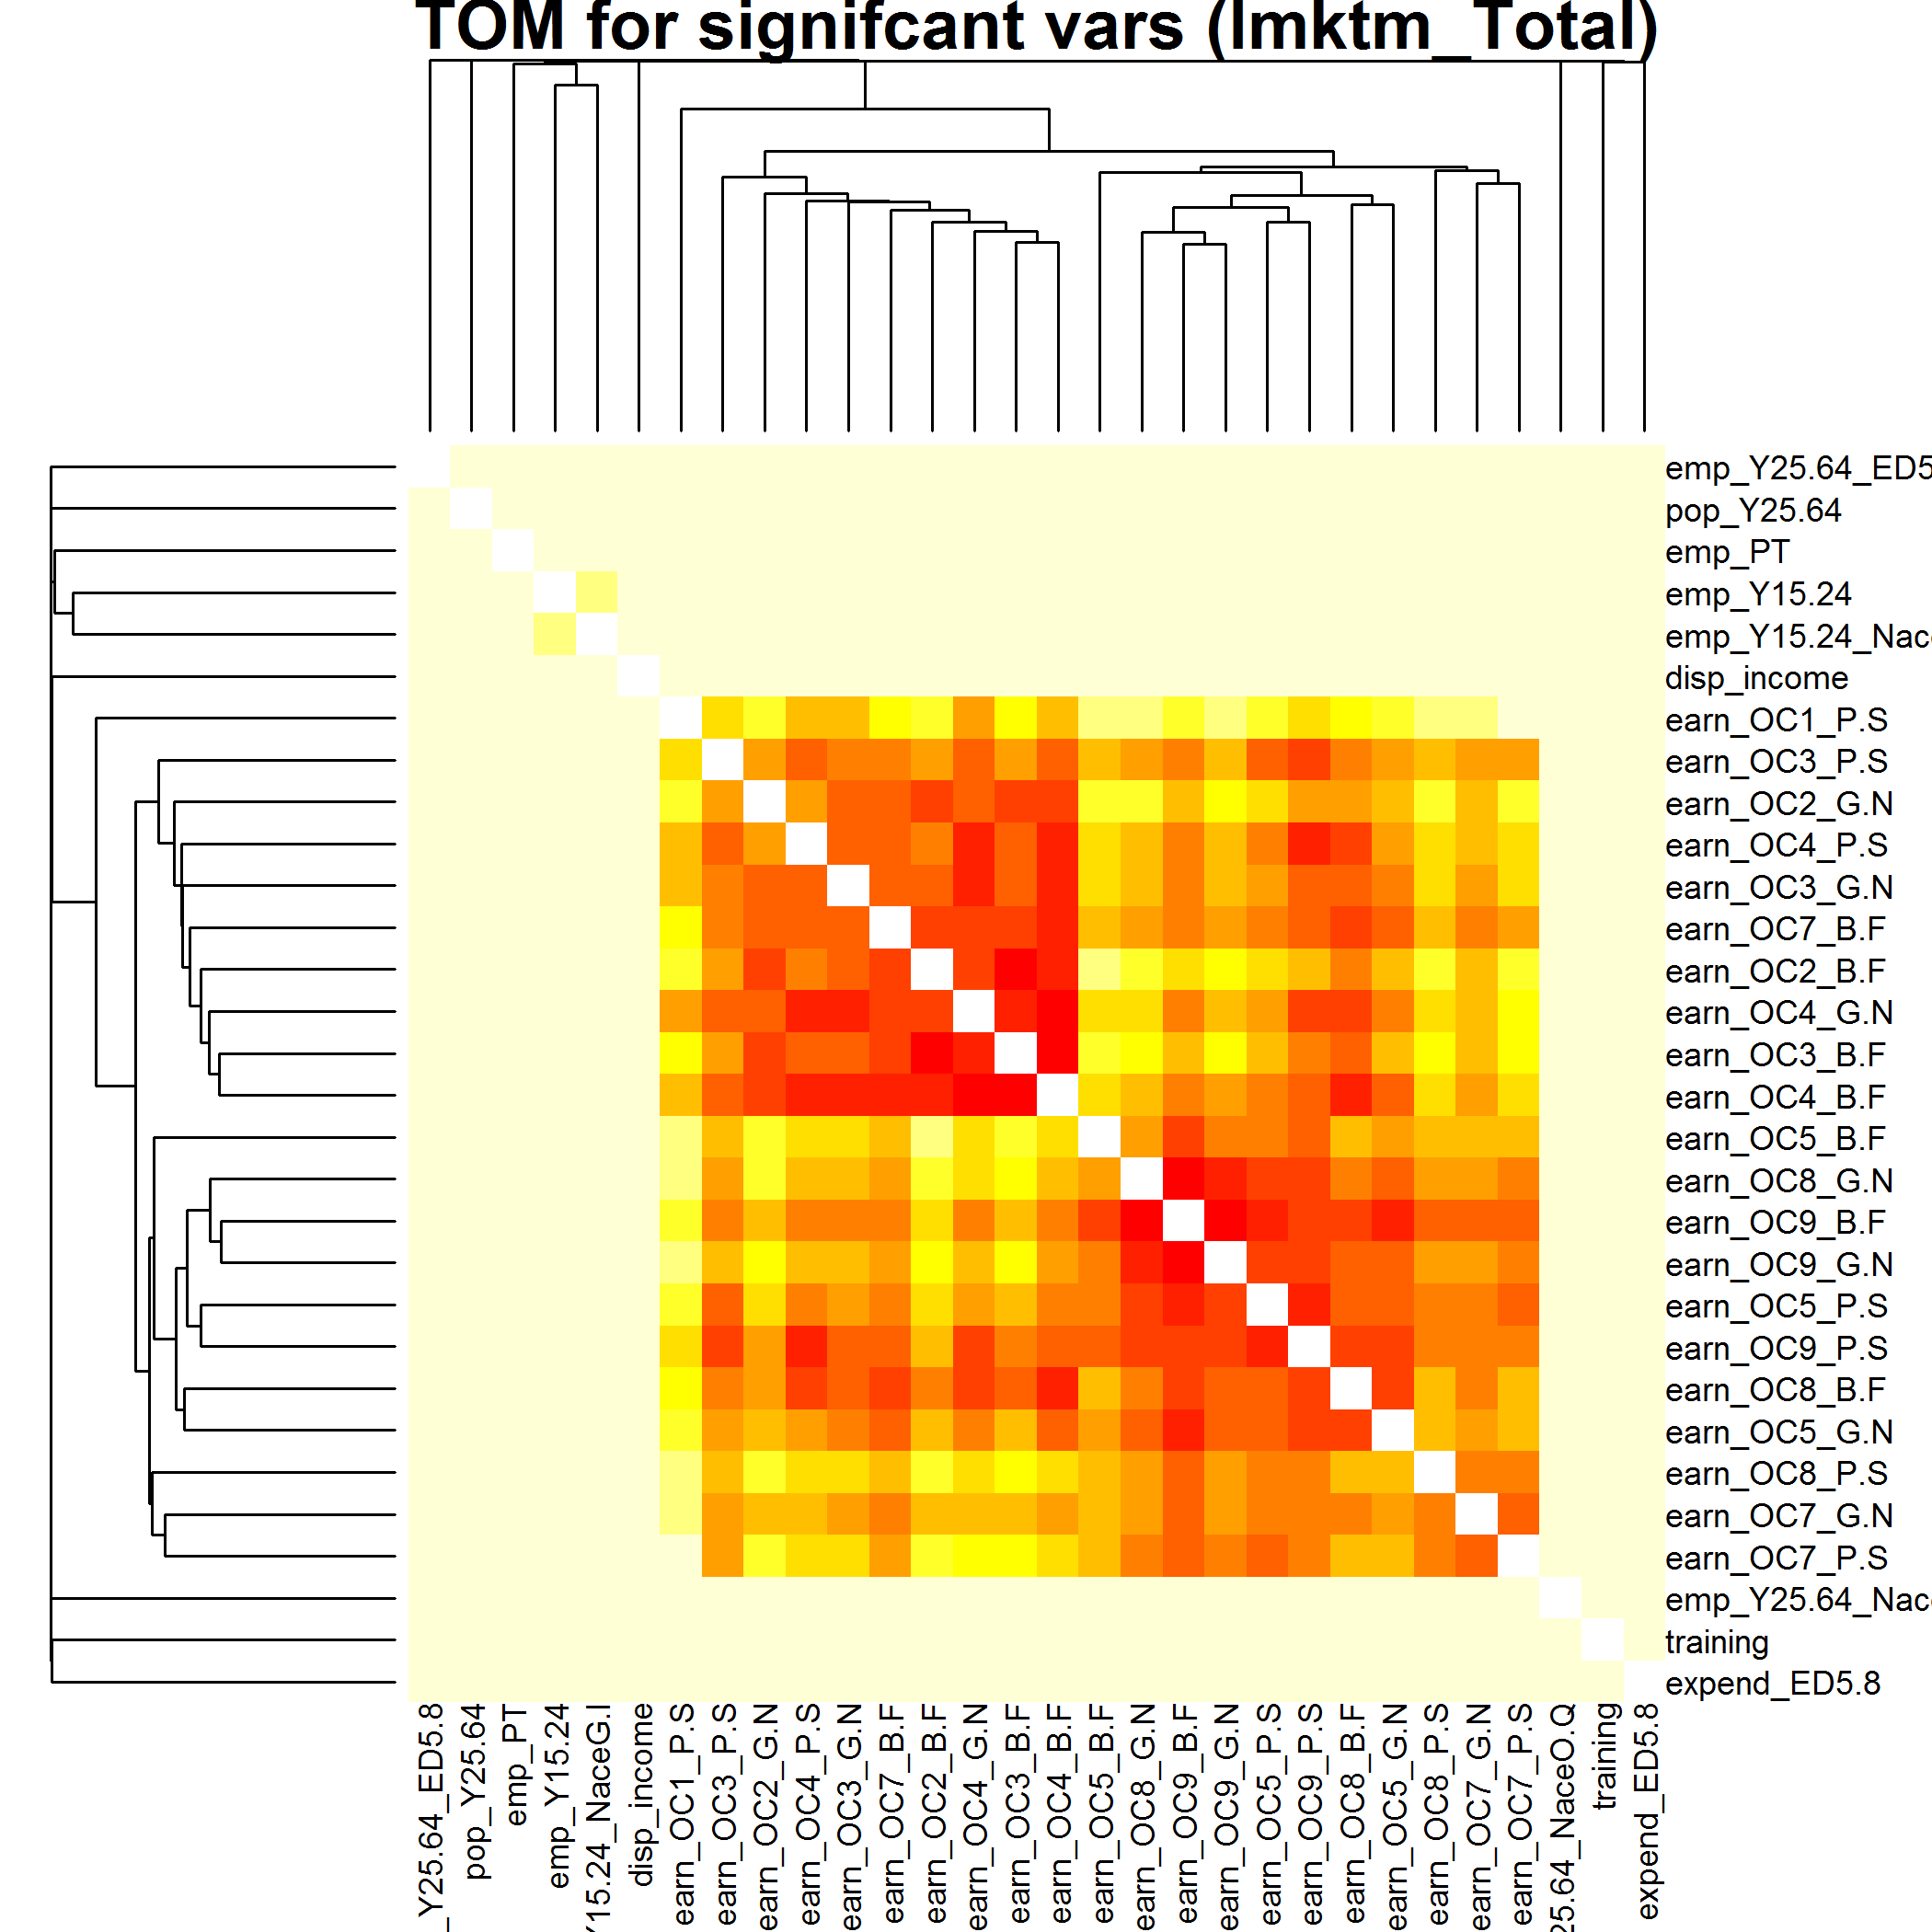 TOM for signifcant vars (lmktm_Total)
emp_Y25.64_ED5
pop_Y25.64
emp_PT
emp_Y15.24
emp_Y15.24_Nac
disp_income
earn_OC1_P.S
earn_OC3_P.S
earn_OC2_G.N
earn_OC4_P.S
earn_OC3_G.N
earn_OC7_B.F
earn_OC2_B.F
earn_OC4_G.N
earn_OC3_B.F
earn_OC4_B.F
earn_OC5_B.F
earn_OC8_G.N
earn_OC9_B.F
earn_OC9_G.N
earn_OC5_P.S
earn_OC9_P.S
earn_OC8_B.F
earn_OC5_G.N
earn_OC8_P.S
earn_OC7_G.N
earn_OC7_P.S
emp_Y25.64_Nac
training
expend_ED5.8
_Y25.64_ED5.8
pop_Y25.64
emp_PT
emp_Y15.24
Y15.24_NaceG.I
disp_income
earn_OC1_P.S
earn_OC3_P.S
earn_OC2_G.N
earn_OC4_P.S
earn_OC3_G.N
earn_OC7_B.F
earn_OC2_B.F
earn_OC4_G.N
earn_OC3_B.F
earn_OC4_B.F
earn_OC5_B.F
earn_OC8_G.N
earn_OC9_B.F
earn_OC9_G.N
earn_OC5_P.S
earn_OC9_P.S
earn_OC8_B.F
earn_OC5_G.N
earn_OC8_P.S
earn_OC7_G.N
earn_OC7_P.S
25.64_NaceO.Q
training
expend_ED5.8